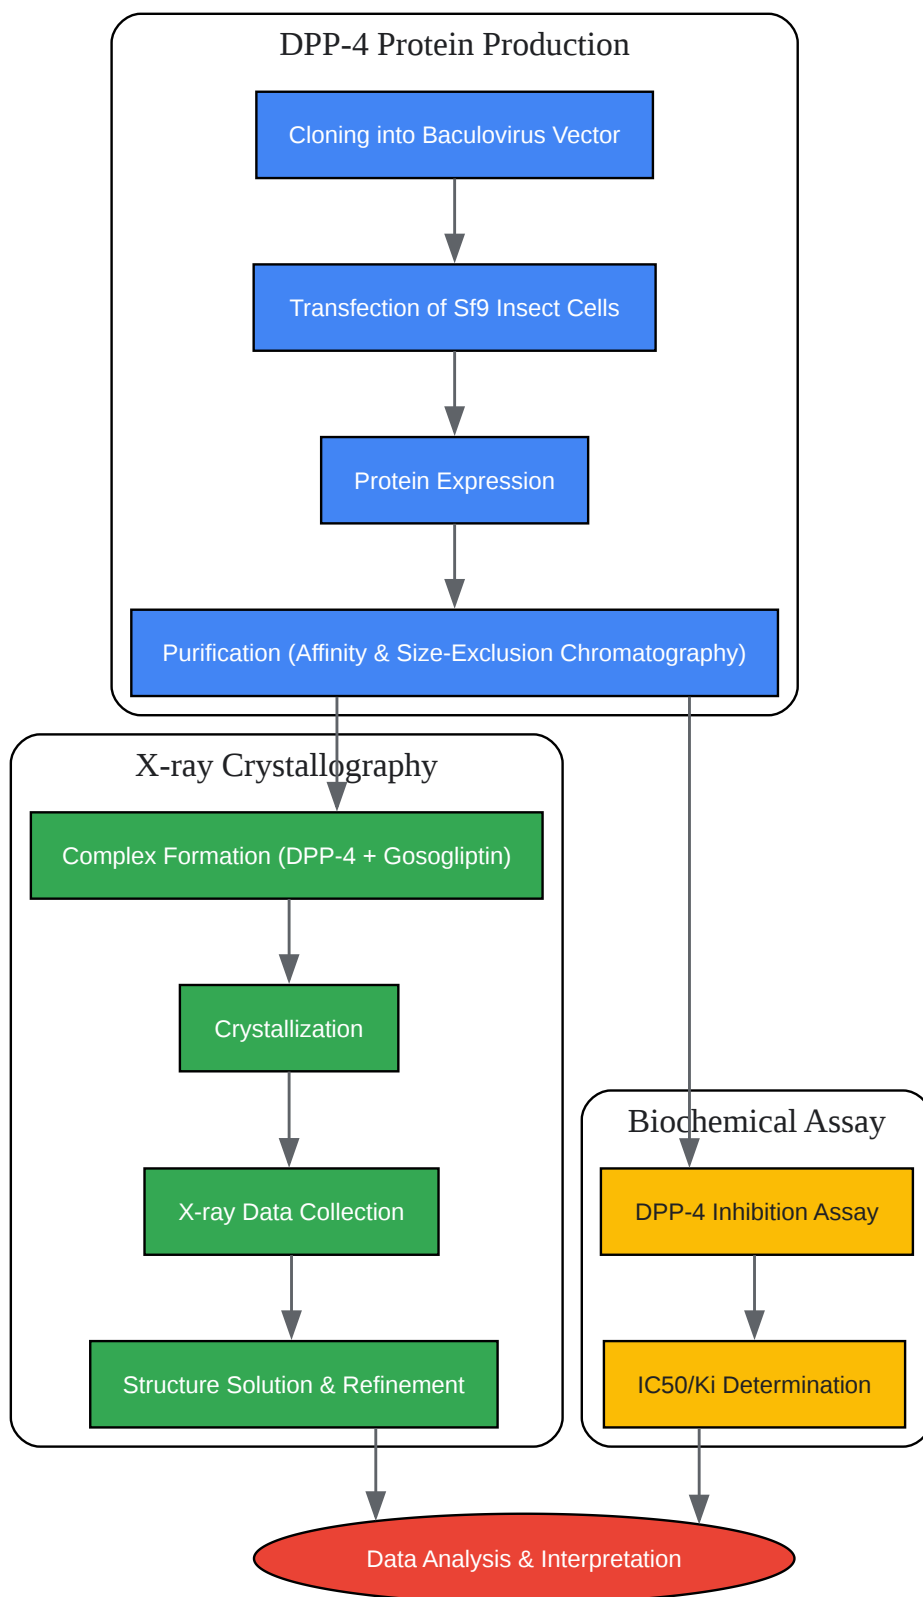 DPP-4 Protein Production
Cloning into Baculovirus Vector
Transfection of Sf9 Insect Cells
Protein Expression
Purification (Affinity & Size-Exclusion Chromatography)
X-ray Crystallography
Complex Formation (DPP-4 + Gosogliptin)
Crystallization
X-ray Data Collection
Structure Solution & Refinement
Biochemical Assay
DPP-4 Inhibition Assay
IC50/Ki Determination
Data Analysis & Interpretation